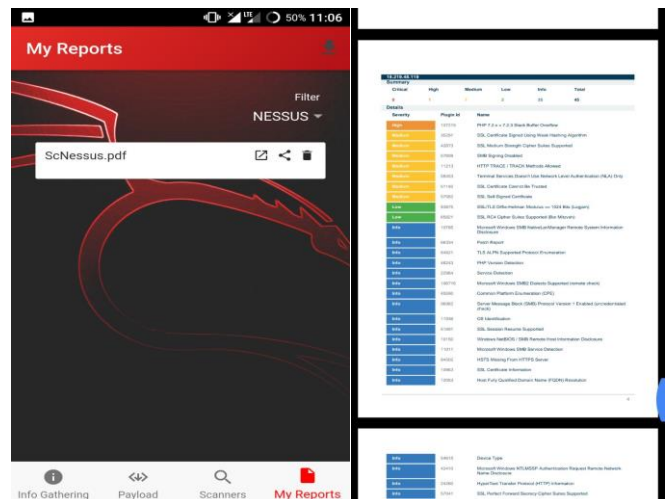 50% 11:06
My Reports
Filter
NESSUS
ScNessus.pdf
Info Gathering
Payload
Scanners
My Reports
Summary
Critical High Medium Low Info Total
Details
Severity Plugin Id Name
High PHP 7.2.x < 7.2.9 Stack Buffer Overflow
Medium SSL Certificate Signed Using Weak Hashing Algorithm
Medium SSL Medium Strength Cipher Suites Supported
Medium SMB Signing Disabled
Medium HTTP TRACE / TRACK Methods Allowed
Medium Terminal Services Doesn't Use Network Level Authentication (NLA) Only
Medium SSL Certificate Cannot Be Trusted
Medium SSL Self-Signed Certificate
Low SSL/TLS Diffie-Hellman Modulus <= 1024 Bits (Logjam)
Low SSL RC4 Cipher Suites Supported (Bar Mitzvah)
Info Microsoft Windows SMB NativeLanManager Remote System Information
Disclosure
Info Patch Report
Info TLS ALPN Supported Protocol Enumeration
Info PHP Version Detection
Info Service Detection
Info Microsoft Windows SMB2 Dialects Supported (remote check)
Info Common Platform Enumeration (CPE)
Info Server Message Block (SMB) Protocol Version 1 Enabled (uncredentialed
check)
Info OS Identification
Info SSL Session Resume Supported
Info Windows NetBIOS / SMB Remote Host Information Disclosure
Info Microsoft Windows SMB Service Detection
Info HSTS Missing From HTTPS Server
Info SSL Certificate Information
Info Host Fully Qualified Domain Name (FQDN) Resolution
Info Device Type
Info Microsoft Windows NTLMSSP Authentication Request Remote Network
Name Disclosure
Info HyperText Transfer Protocol (HTTP) Information
Info SSL Perfect Forward Secrecy Cipher Suites Supported